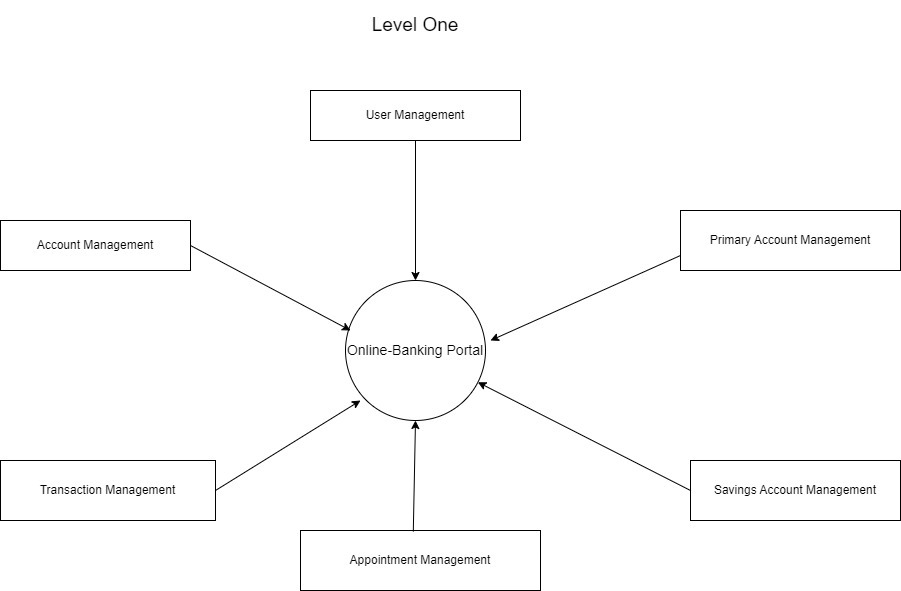 Level One
User Management
Account Management
Primary Account Management
Online-Banking Portal
Transaction Management
Savings Account Management
Appointment Management